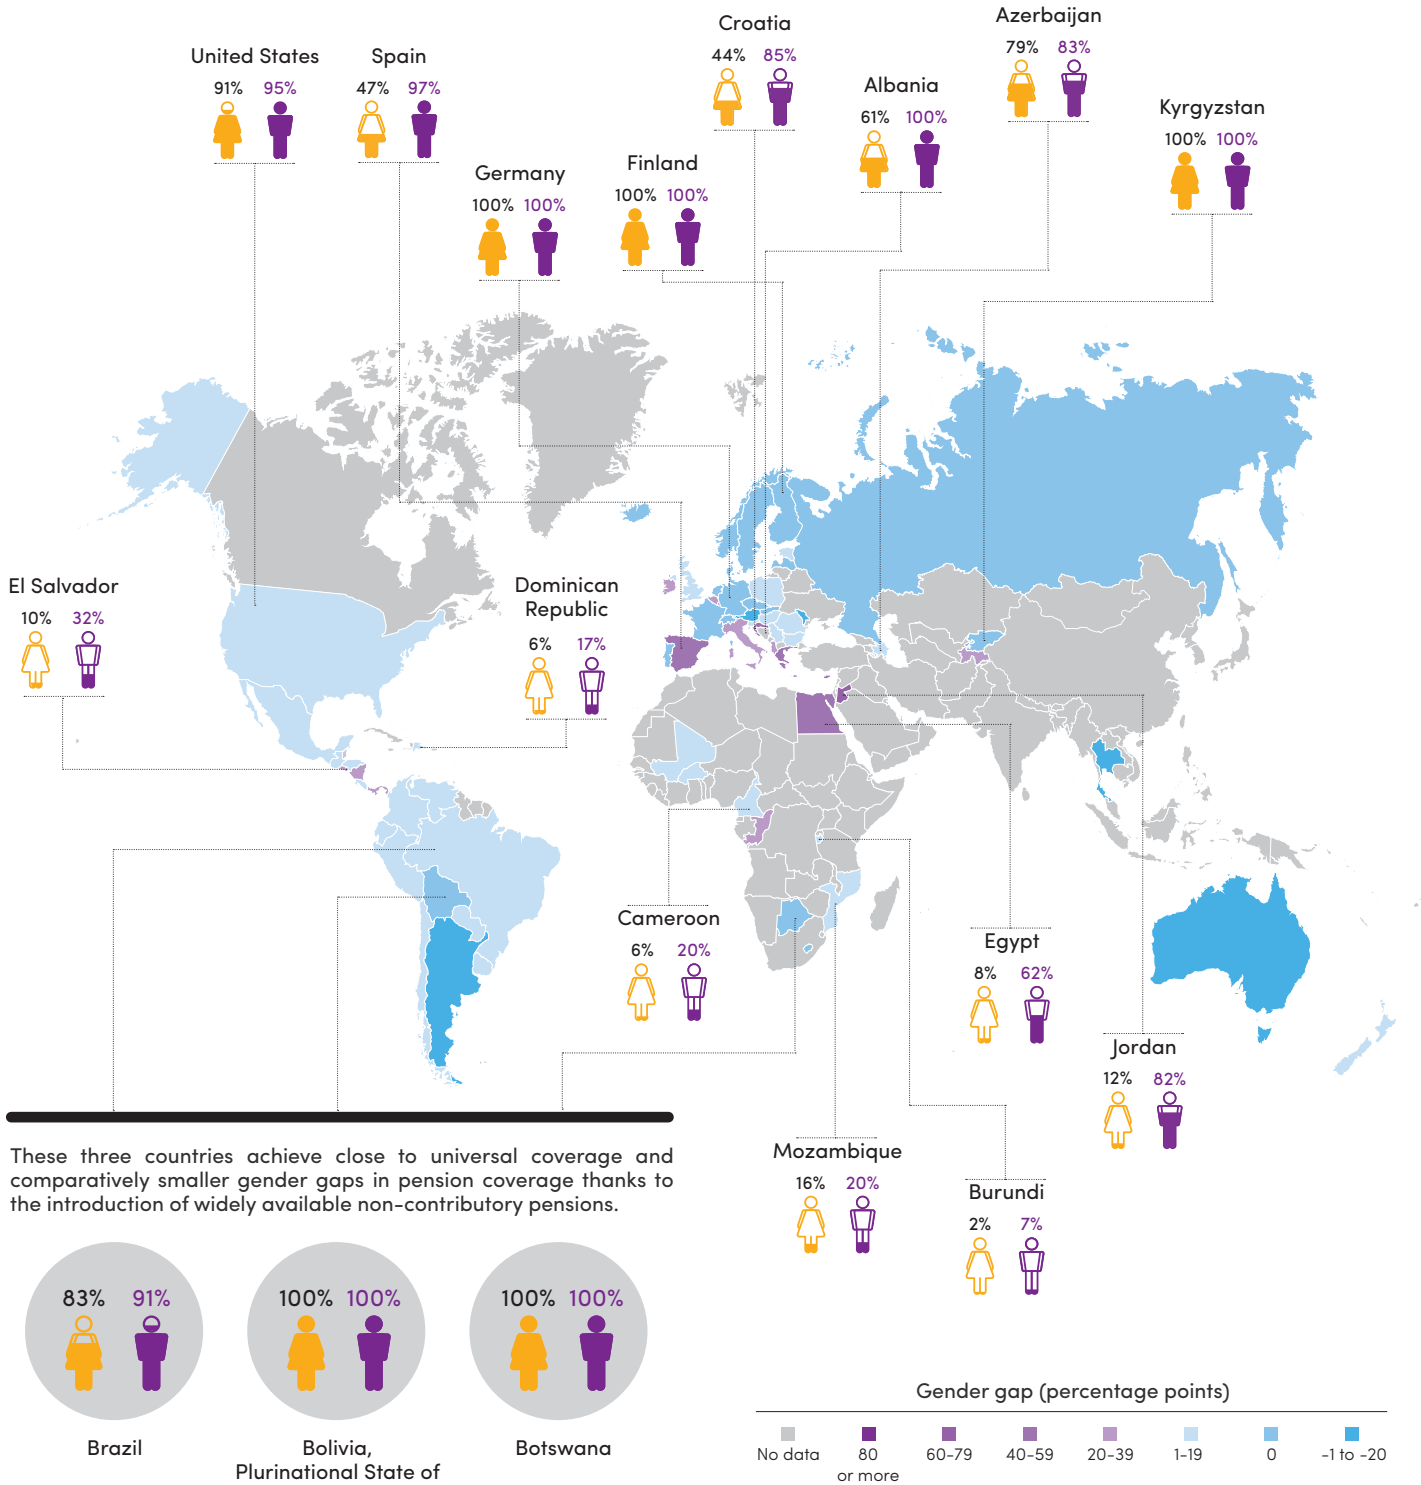 Croatia
44% 85%
Azerbaijan
79% 83%
United States
91% 95%
Spain
47% 97%
Albania
61% 100%
Kyrgyzstan
100% 100%
Germany
100% 100%
Finland
100% 100%
El Salvador
10% 32%
Dominican
Republic
6% 17%
Cameroon
6% 20%
Egypt
8% 62%
Jordan
12% 82%
Mozambique
16% 20%
Burundi
2% 7%
These three countries achieve close to universal coverage and
comparatively smaller gender gaps in pension coverage thanks to
the introduction of widely available non-contributory pensions.
83% 91%
Brazil
100% 100%
Bolivia,
Plurinational State of
100% 100%
Botswana
Gender gap (percentage points)
No data
80
or more
60-79
40-59
20-39
1-19
0
-1 to -20